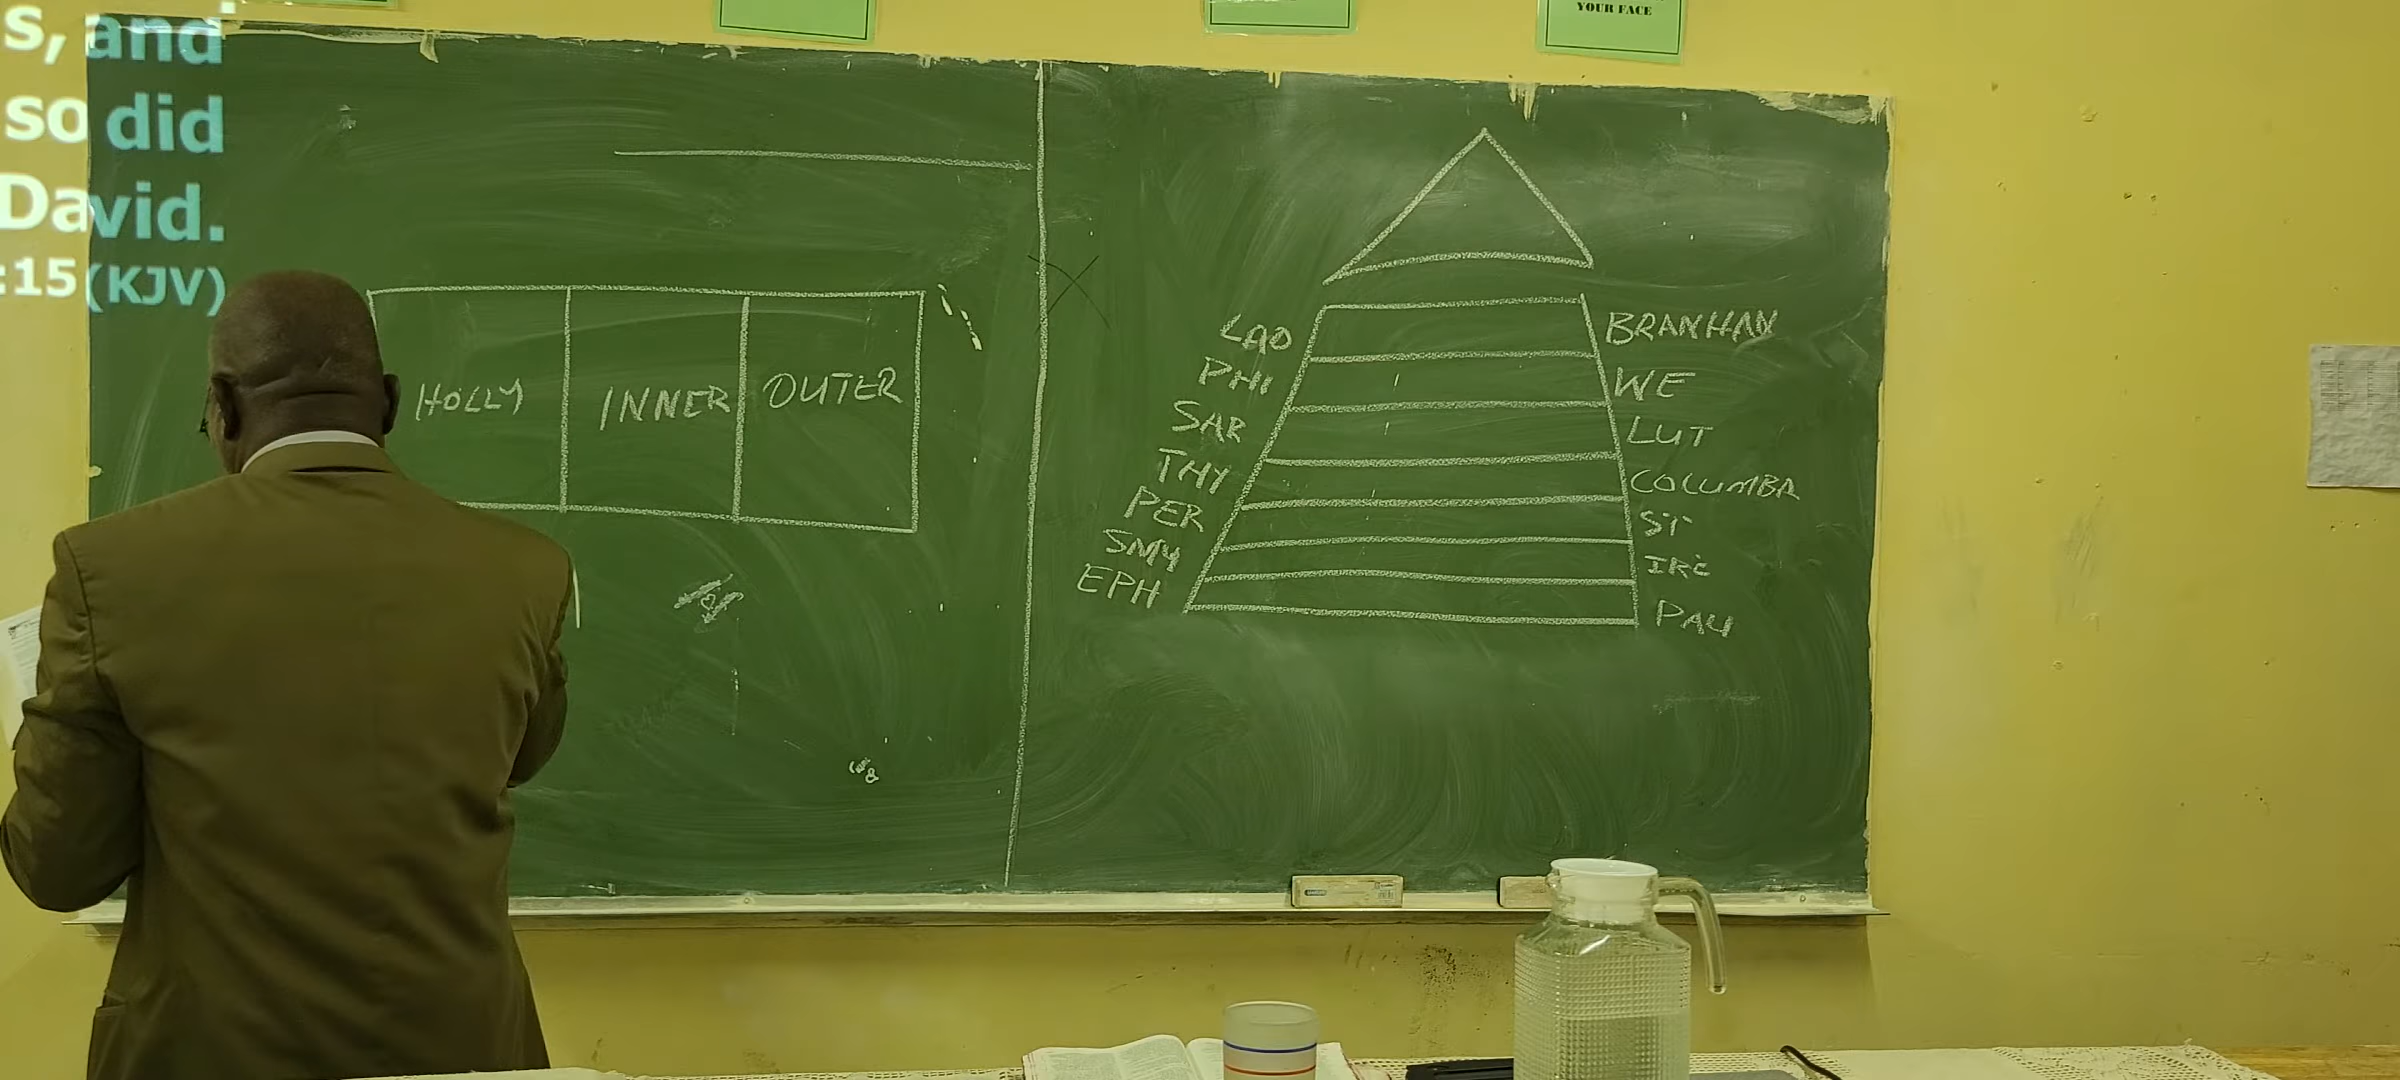 YOUR FACE
s, and
so did
David.
:15 (KJV)
HOLLY INNER OUTER
LAO BRANHAN
PHI WE
SAR LUT
THY COLUMBA
PER ST
SMY IRE
EPH PAU